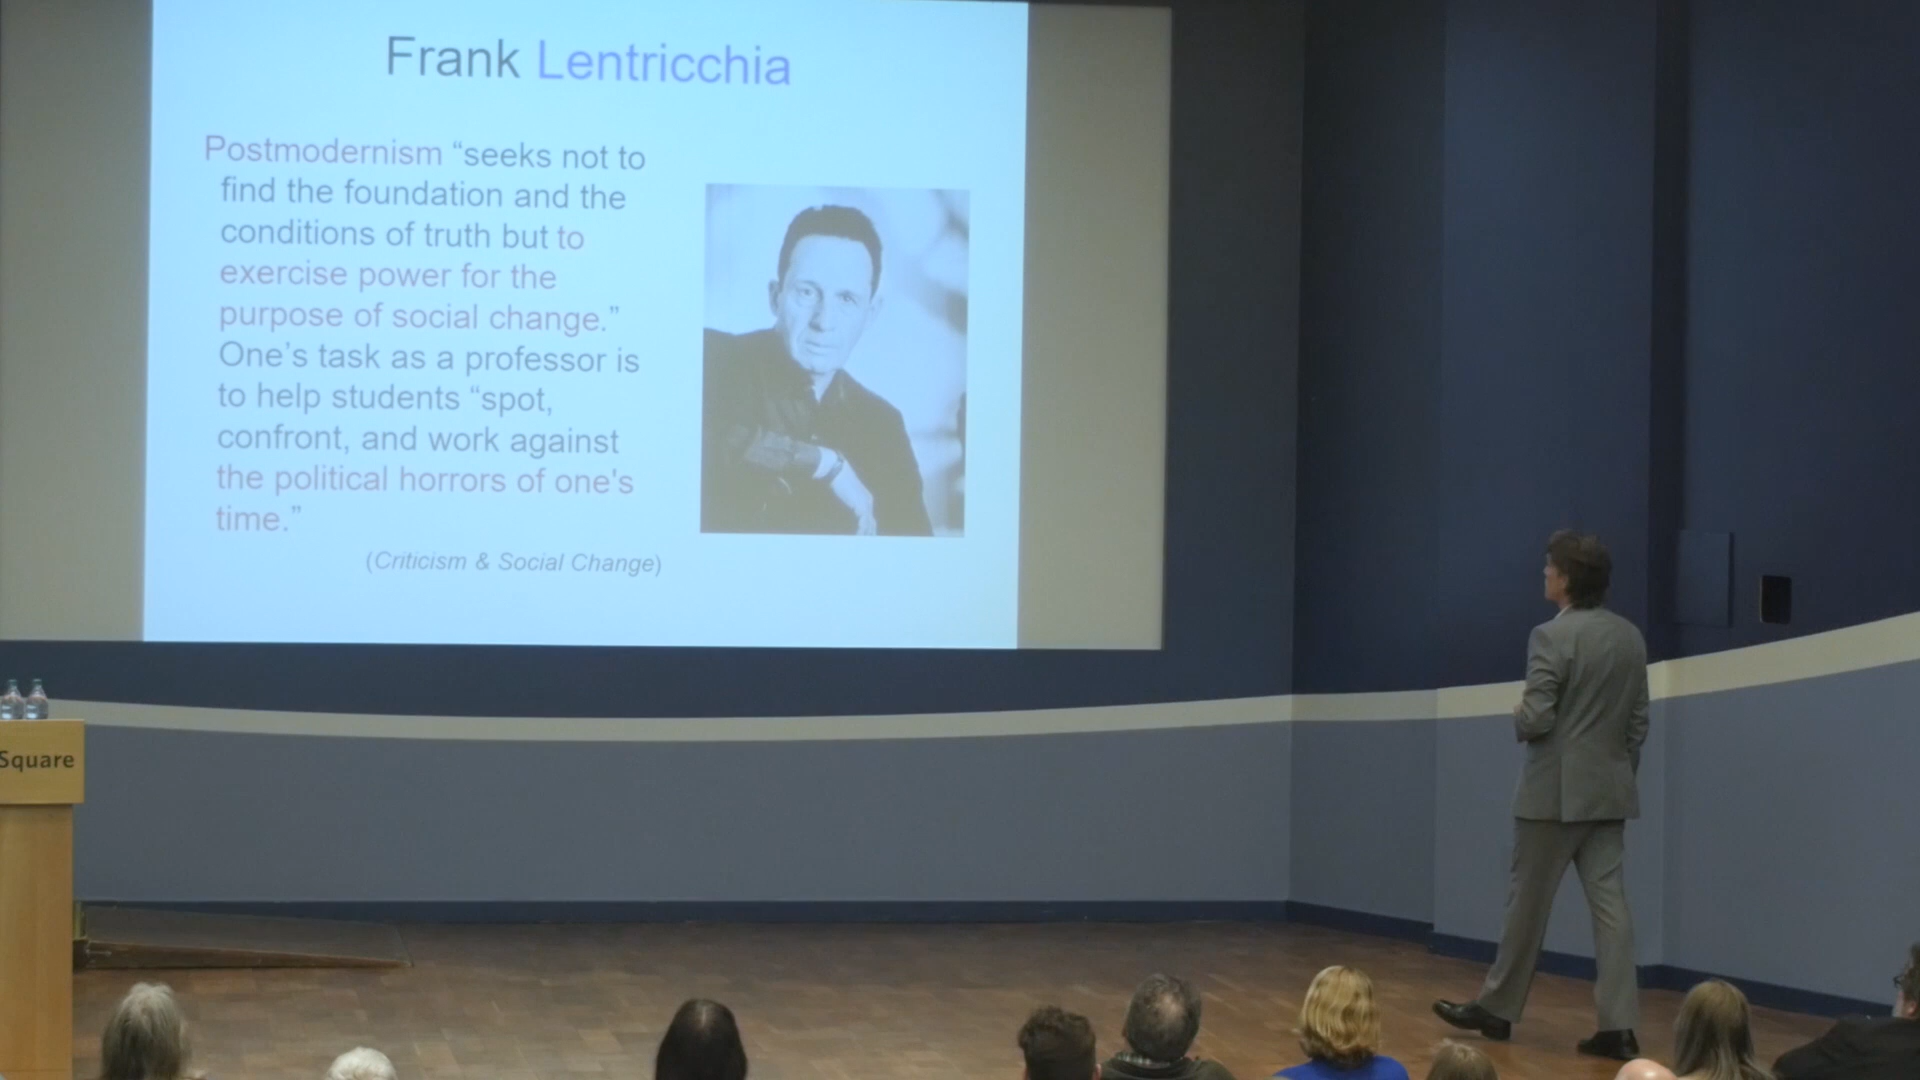 Frank Lentricchia
Postmodernism “seeks not to
find the foundation and the
conditions of truth but to
exercise power for the
purpose of social change.”
One’s task as a professor is
to help students “spot,
confront, and work against
the political horrors of one's
time.”
(Criticism & Social Change)
Square